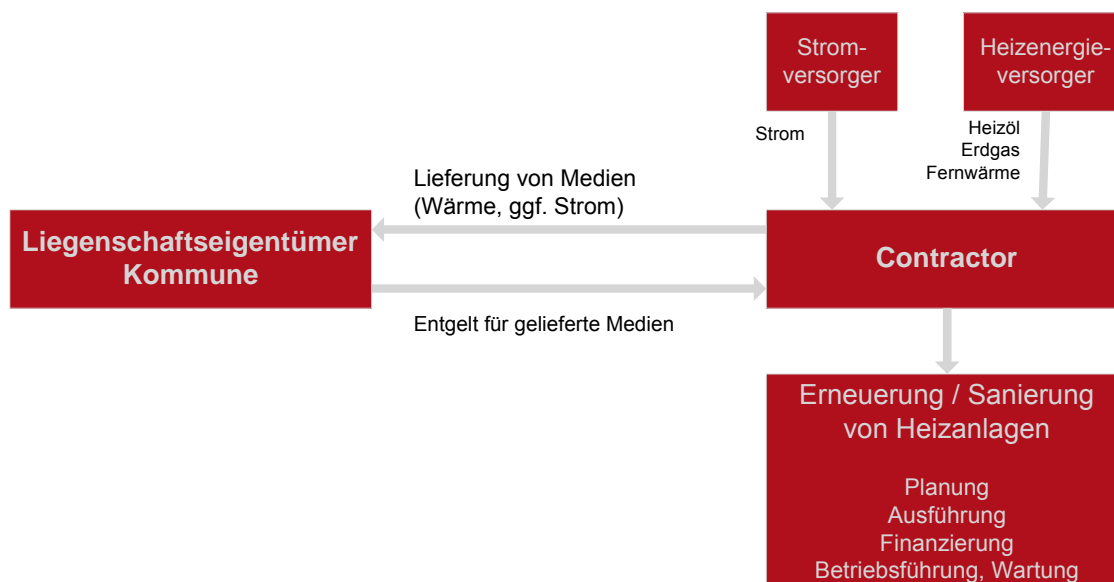 Strom-
versorger
Heizenergie-
versorger
Strom
Heizöl
Erdgas
Fernwärme
Lieferung von Medien
(Wärme, ggf. Strom)
Liegenschaftseigentümer
Kommune
Contractor
Entgelt für gelieferte Medien
Erneuerung / Sanierung
von Heizanlagen
Planung
Ausführung
Finanzierung
Betriebsführung, Wartung